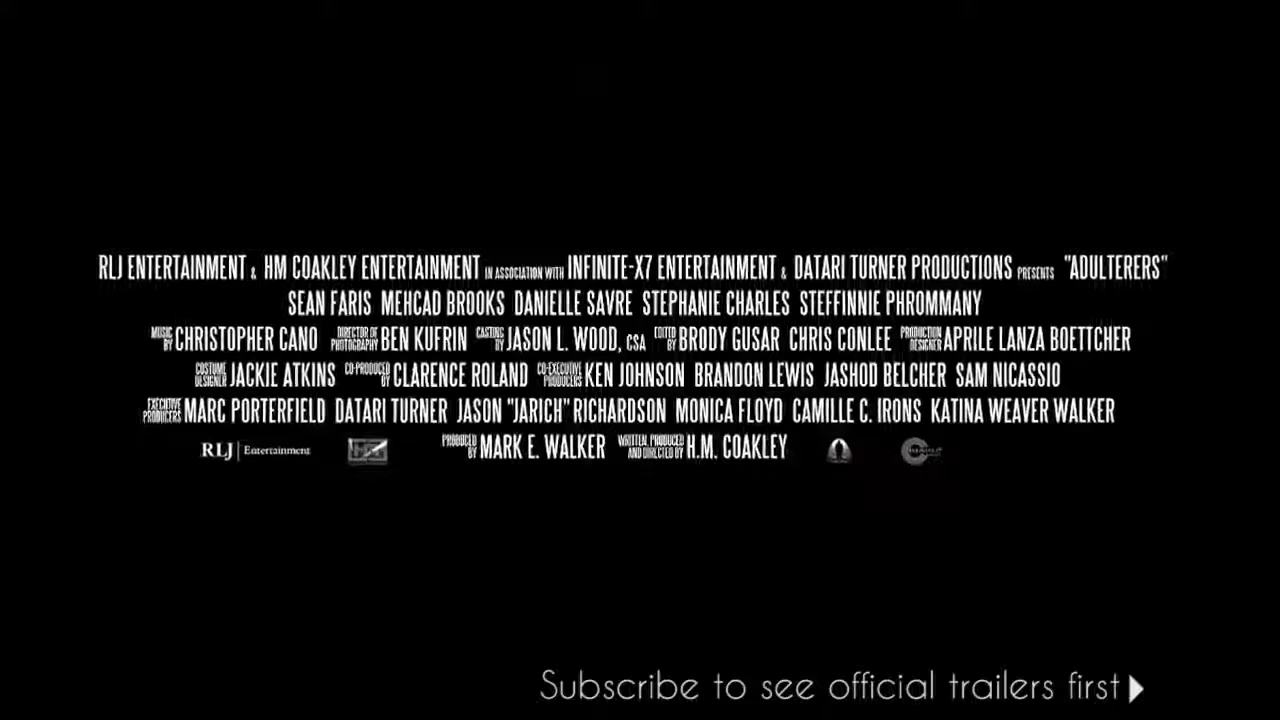 RLJ ENTERTAINMENT & HM COAKLEY ENTERTAINMENT IN ASSOCIATION WITH INFINITE-X7 ENTERTAINMENT & DATARI TURNER PRODUCTIONS PRESENTS "ADULTERERS"
SEAN FARIS MEHCAD BROOKS DANIELLE SAVRE STEPHANIE CHARLES STEFFINNIE PHROMMANY
MUSIC BY CHRISTOPHER CANO DIRECTOR OF PHOTOGRAPHY BEN KUFRIN CASTING BY JASON L. WOOD, CSA EDITED BY BRODY GUSAR CHRIS CONLEE PRODUCTION DESIGNER APRILE LANZA BOETTCHER
COSTUME DESIGNER JACKIE ATKINS CO-PRODUCED BY CLARENCE ROLAND CO-EXECUTIVE PRODUCERS KEN JOHNSON BRANDON LEWIS JASHOD BELCHER SAM NICASSIO
EXECUTIVE PRODUCERS MARC PORTERFIELD DATARI TURNER JASON "JARICH" RICHARDSON MONICA FLOYD CAMILLE C. IRONS KATINA WEAVER WALKER
RLJ Entertainment PRODUCED BY MARK E. WALKER WRITTEN, PRODUCED AND DIRECTED BY H.M. COAKLEY
Subscribe to see official trailers first